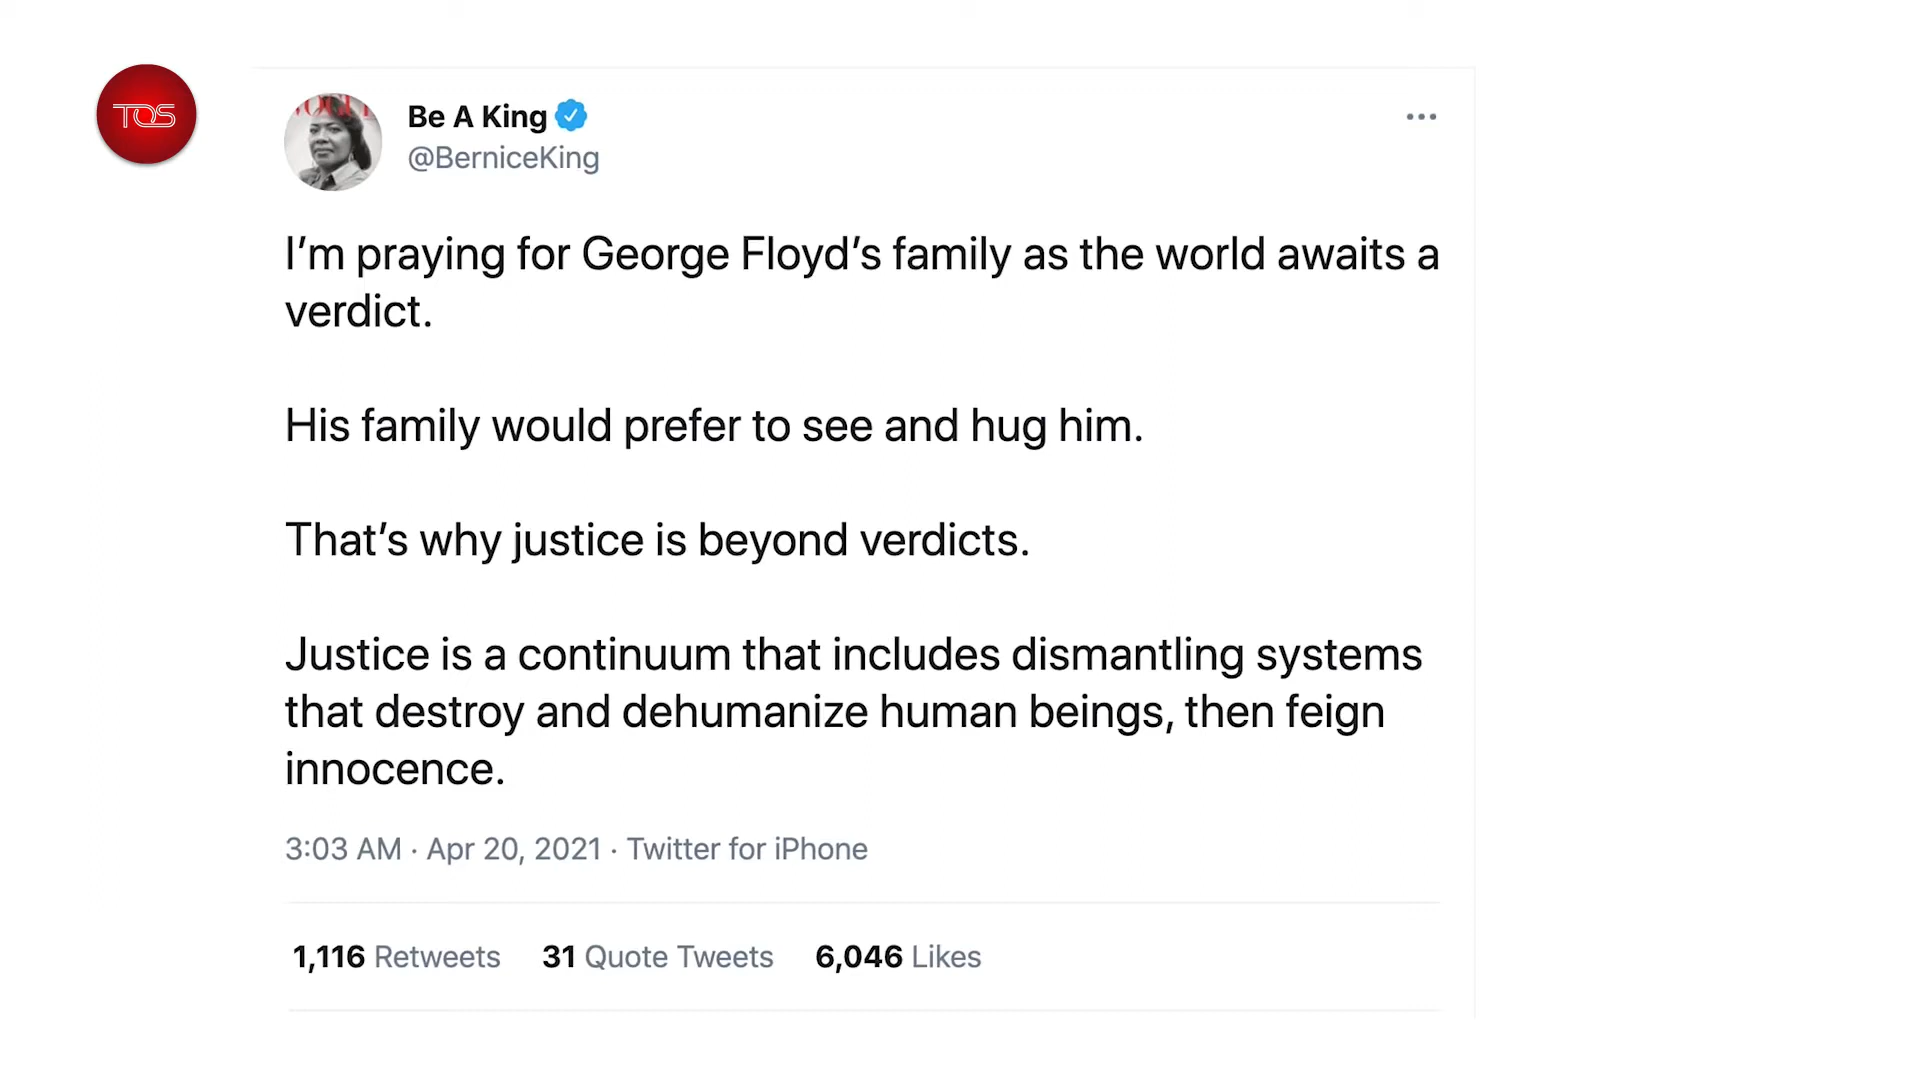 TQS
Be A King
@BerniceKing
I’m praying for George Floyd’s family as the world awaits a
verdict.
His family would prefer to see and hug him.
That’s why justice is beyond verdicts.
Justice is a continuum that includes dismantling systems
that destroy and dehumanize human beings, then feign
innocence.
3:03 AM · Apr 20, 2021 · Twitter for iPhone
1,116 Retweets 31 Quote Tweets 6,046 Likes